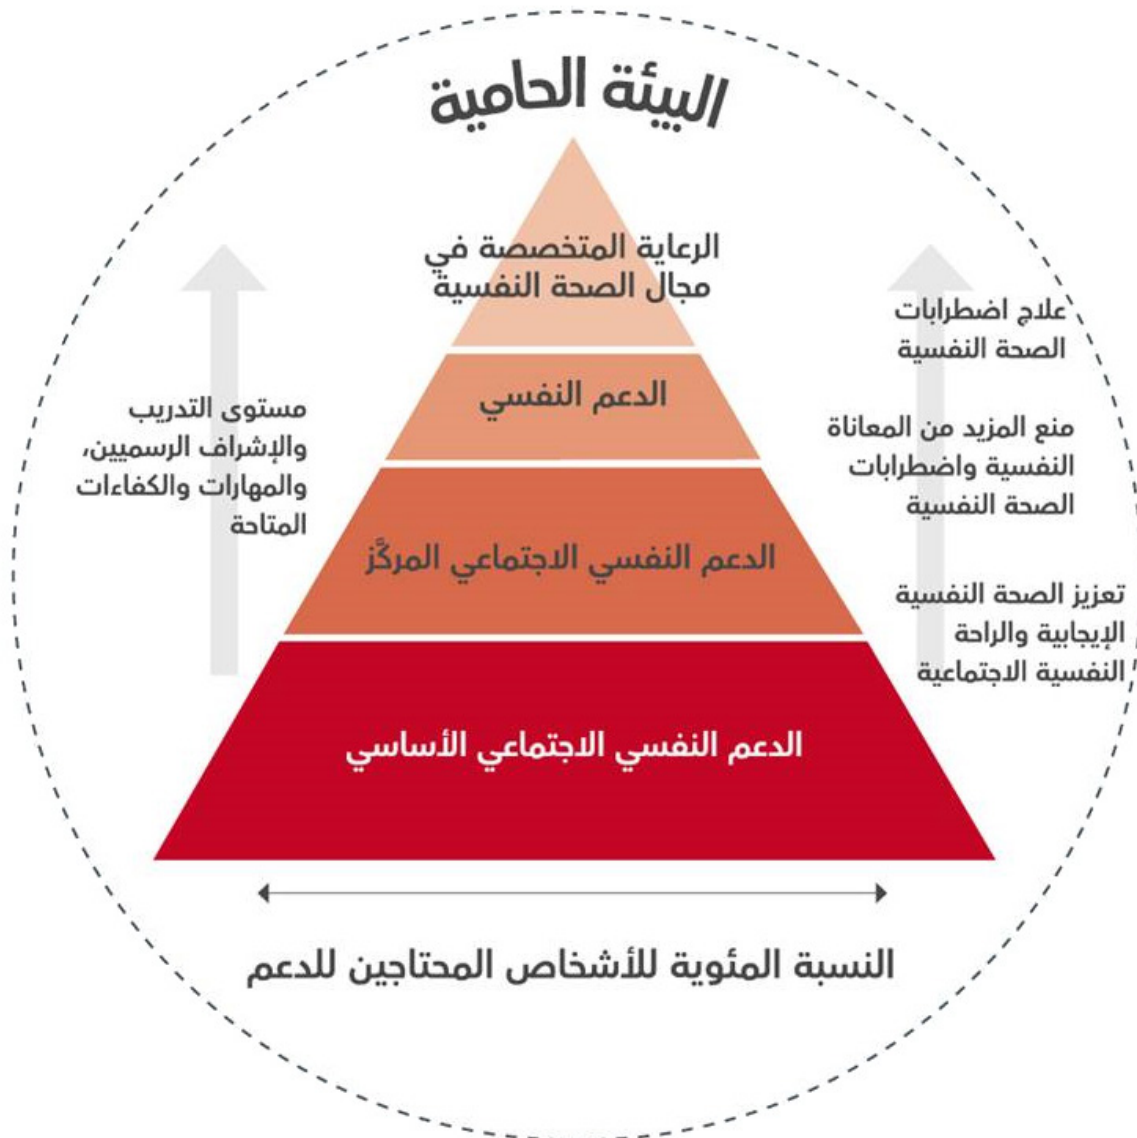 البيئة الحامية
الرعاية المتخصصة في
مجال الصحة النفسية
الدعم النفسي
الدعم النفسي الاجتماعي المركَّز
الدعم النفسي الاجتماعي الأساسي
علاج اضطرابات
الصحة النفسية
منع المزيد من المعاناة
النفسية واضطرابات
الصحة النفسية
تعزيز الصحة النفسية
الإيجابية والراحة
النفسية الاجتماعية
مستوى التدريب
والإشراف الرسميين،
والمهارات والكفاءات
المتاحة
النسبة المئوية للأشخاص المحتاجين للدعم